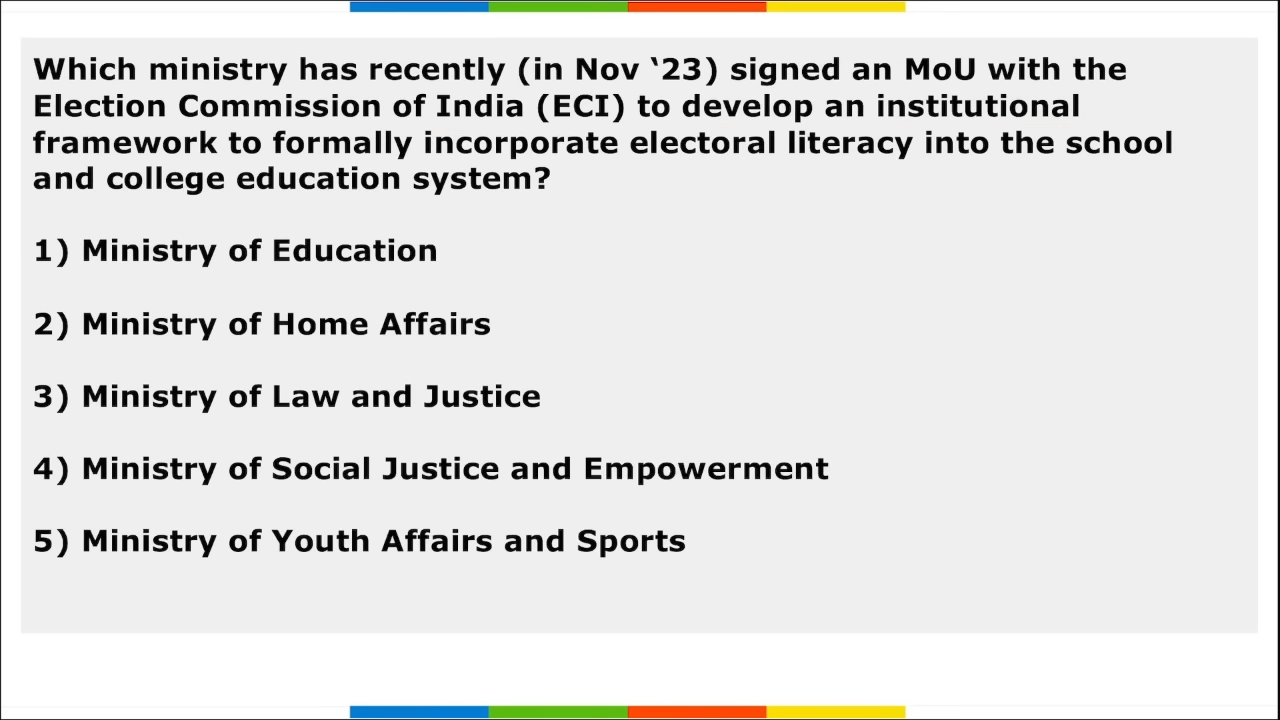 Which ministry has recently (in Nov ‘23) signed an MoU with the
Election Commission of India (ECI) to develop an institutional
framework to formally incorporate electoral literacy into the school
and college education system?
1) Ministry of Education
2) Ministry of Home Affairs
3) Ministry of Law and Justice
4) Ministry of Social Justice and Empowerment
5) Ministry of Youth Affairs and Sports